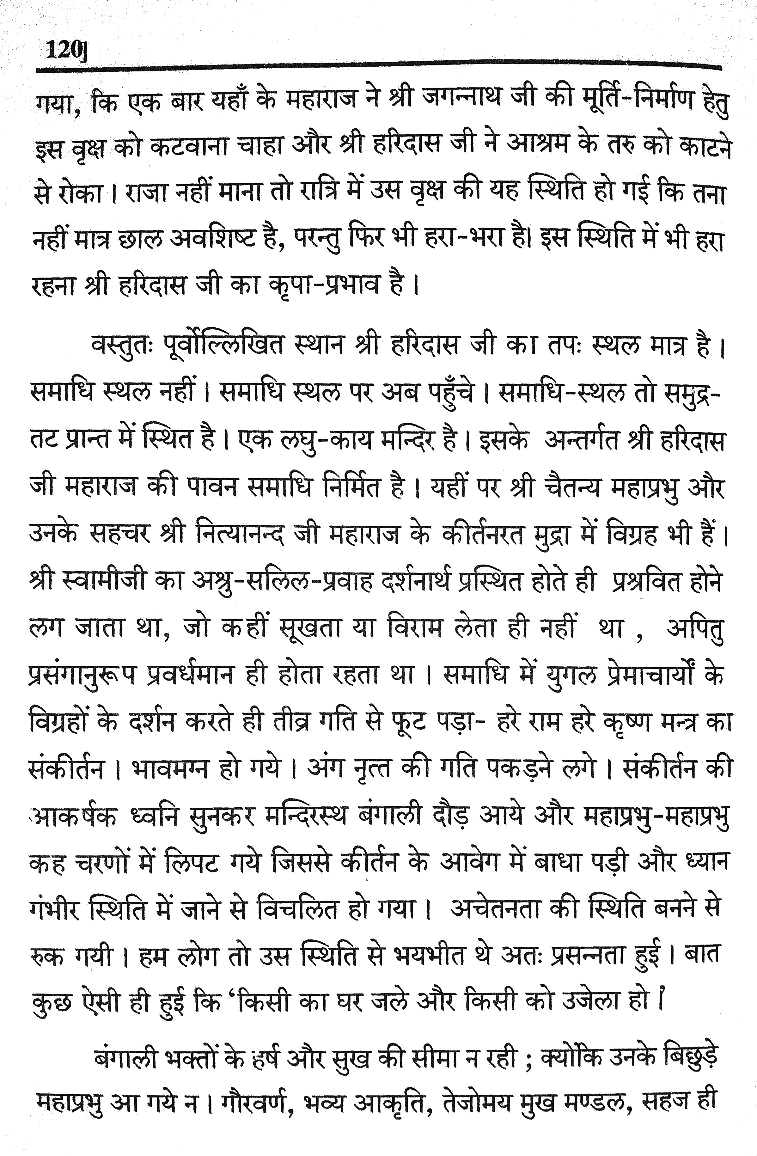 120]
गया, कि एक बार यहाँ के महाराज ने श्री जगन्नाथ जी की मूर्ति-निर्माण हेतु
इस वृक्ष को कटवाना चाहा और श्री हरिदास जी ने आश्रम के तरु को काटने
से रोका । राजा नहीं माना तो रात्रि में उस वृक्ष की यह स्थिति हो गई कि तना
नहीं मात्र छाल अवशिष्ट है, परन्तु फिर भी हरा-भरा है। इस स्थिति में भी हरा
रहना श्री हरिदास जी का कृपा-प्रभाव है ।
वस्तुतः पूर्वोल्लिखित स्थान श्री हरिदास जी का तपः स्थल मात्र है ।
समाधि स्थल नहीं । समाधि स्थल पर अब पहुँचे । समाधि-स्थल तो समुद्र-
तट प्रान्त में स्थित है । एक लघु-काय मन्दिर है । इसके अन्तर्गत श्री हरिदास
जी महाराज की पावन समाधि निर्मित है । यहीं पर श्री चैतन्य महाप्रभु और
उनके सहचर श्री नित्यानन्द जी महाराज के कीर्तनरत मुद्रा में विग्रह भी हैं ।
श्री स्वामीजी का अश्रु-सलिल-प्रवाह दर्शनार्थ प्रस्थित होते ही प्रश्रवित होने
लग जाता था, जो कहीं सूखता या विराम लेता ही नहीं था , अपितु
प्रसंगानुरूप प्रवर्धमान ही होता रहता था । समाधि में युगल प्रेमाचार्यों के
विग्रहों के दर्शन करते ही तीव्र गति से फूट पड़ा- हरे राम हरे कृष्ण मन्त्र का
संकीर्तन । भावमग्न हो गये । अंग नृत्त की गति पकड़ने लगे । संकीर्तन की
आकर्षक ध्वनि सुनकर मन्दिरस्थ बंगाली दौड़ आये और महाप्रभु-महाप्रभु
कह चरणों में लिपट गये जिससे कीर्तन के आवेग में बाधा पड़ी और ध्यान
गंभीर स्थिति में जाने से विचलित हो गया । अचेतनता की स्थिति बनने से
रुक गयी । हम लोग तो उस स्थिति से भयभीत थे अतः प्रसन्नता हुई । बात
कुछ ऐसी ही हुई कि ‘किसी का घर जले और किसी को उजेला हो ।’
बंगाली भक्तों के हर्ष और सुख की सीमा न रही ; क्योंकि उनके बिछुड़े
महाप्रभु आ गये न । गौरवर्ण, भव्य आकृति, तेजोमय मुख मण्डल, सहज ही